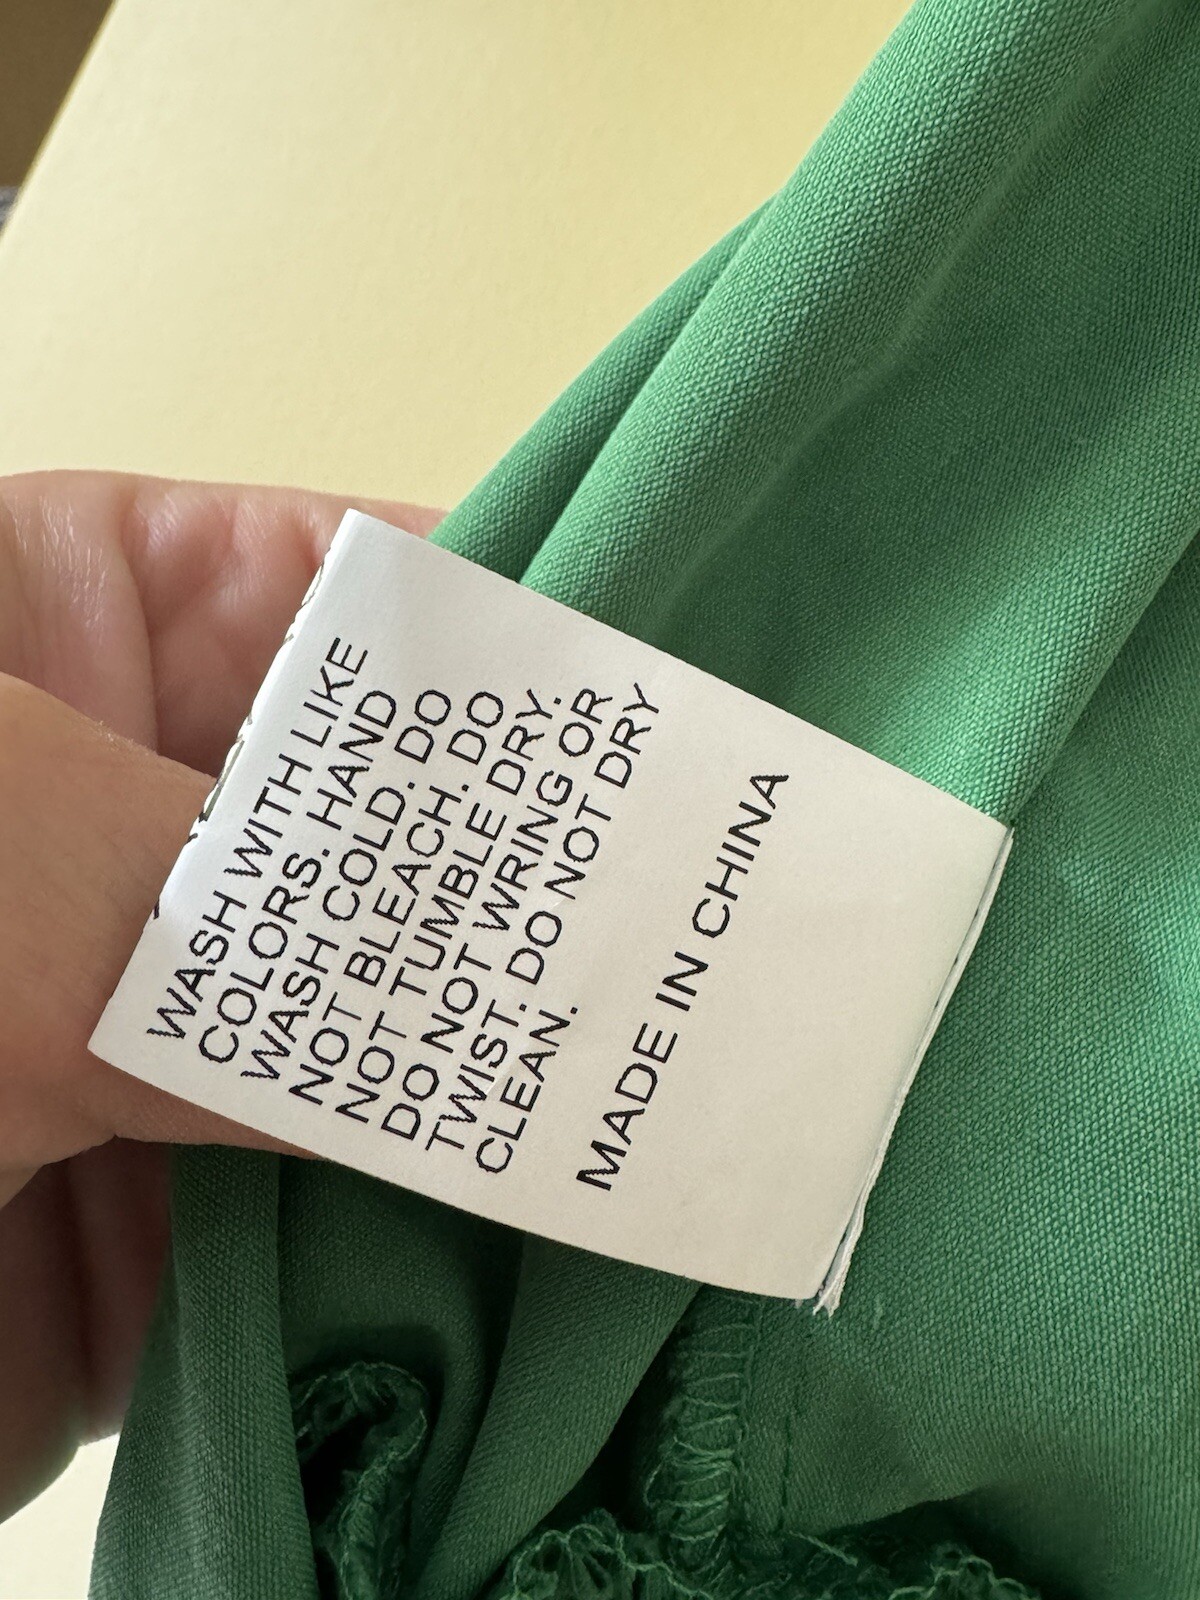 WASH WITH LIKE
COLORS. HAND
WASH COLD. DO
NOT BLEACH. DO
NOT TUMBLE DRY.
DO NOT WRING OR
TWIST. DO NOT DRY
CLEAN.
MADE IN CHINA